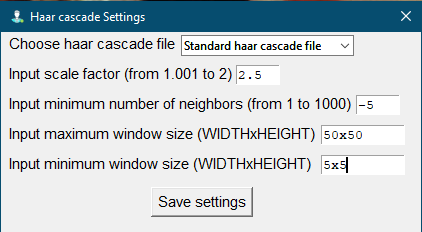 Haar cascade Settings
Choose haar cascade file Standard haar cascade file
Input scale factor (from 1.001 to 2) 2.5
Input minimum number of neighbors (from 1 to 1000) -5
Input maximum window size (WIDTHxHEIGHT) 50x50
Input minimum window size (WIDTHxHEIGHT) 5x5
Save settings